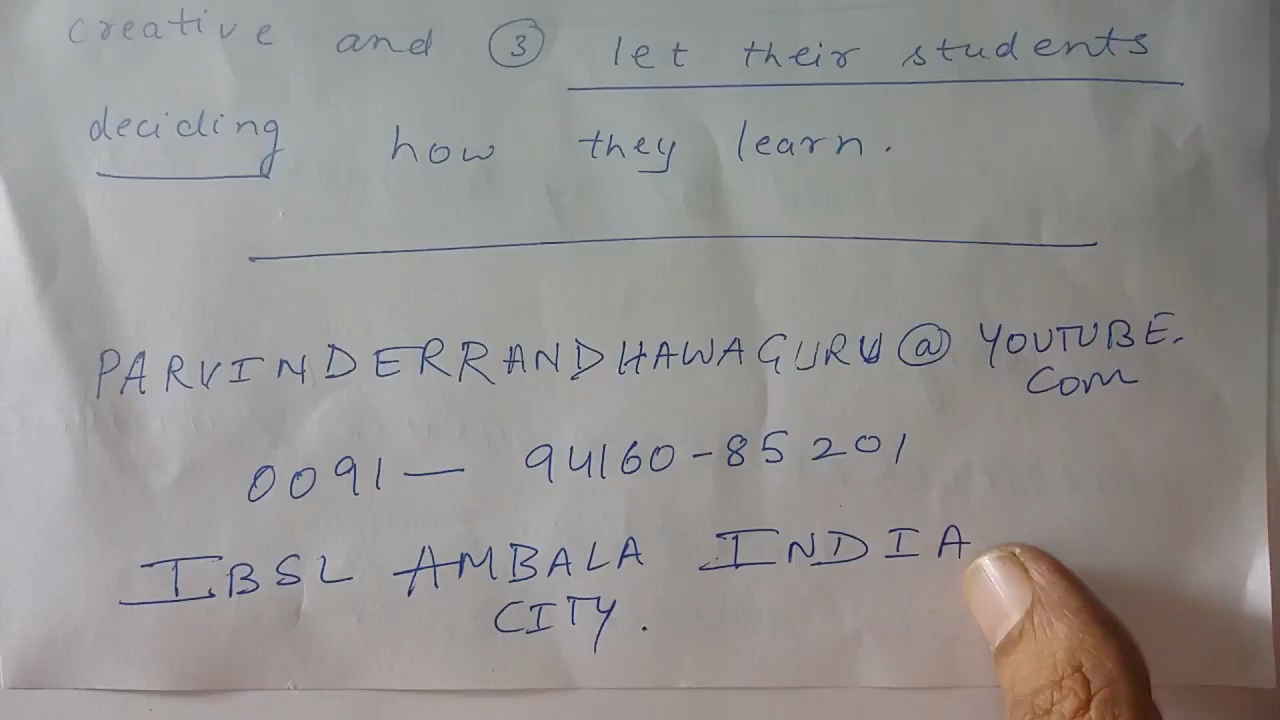 creative and ③ let their students
deciding how they learn.
PARVINDERRANDHAWAGURU@YOUTUBE.
Com
0091— 94160-85201
IBSL AMBALA INDIA
CITY.